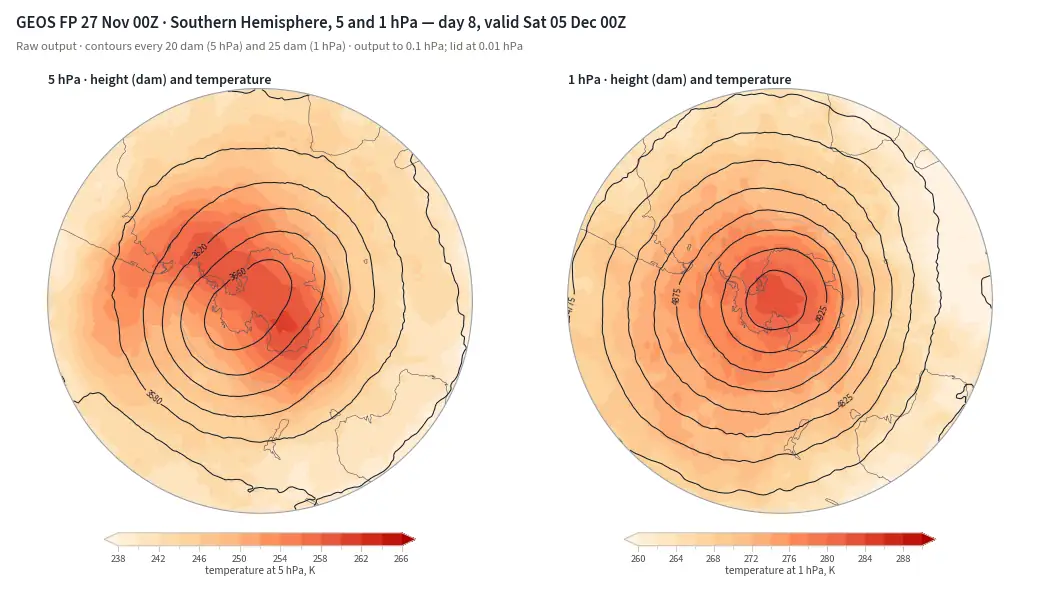 GEOS FP 27 Nov 00Z · Southern Hemisphere, 5 and 1 hPa — day 8, valid Sat 05 Dec 00Z
Raw output · contours every 20 dam (5 hPa) and 25 dam (1 hPa) · output to 0.1 hPa; lid at 0.01 hPa
5 hPa · height (dam) and temperature
1 hPa · height (dam) and temperature
3620
3660
3580
4775
4875
4925
4825
238 242 246 250 254 258 262 266
temperature at 5 hPa, K
260 264 268 272 276 280 284 288
temperature at 1 hPa, K